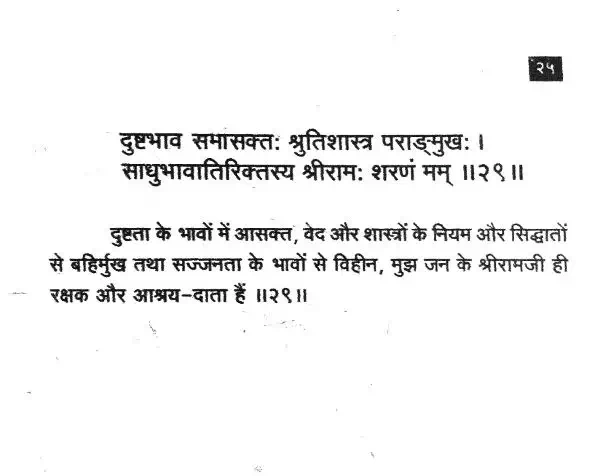 २५
दुष्टभाव सभासक्तः श्रुतिशास्त्र पराङ्मुखः ।
साधुभावातिरिक्तस्य श्रीरामः शरणं मम् ॥२९॥
दुष्टता के भावों में आसक्त, वेद और शास्त्रों के नियम और सिद्धातों
से बहिर्मुख तथा सज्जनता के भावों से विहीन, मुझ जन के श्रीरामजी ही
रक्षक और आश्रय-दाता हैं ॥२९॥